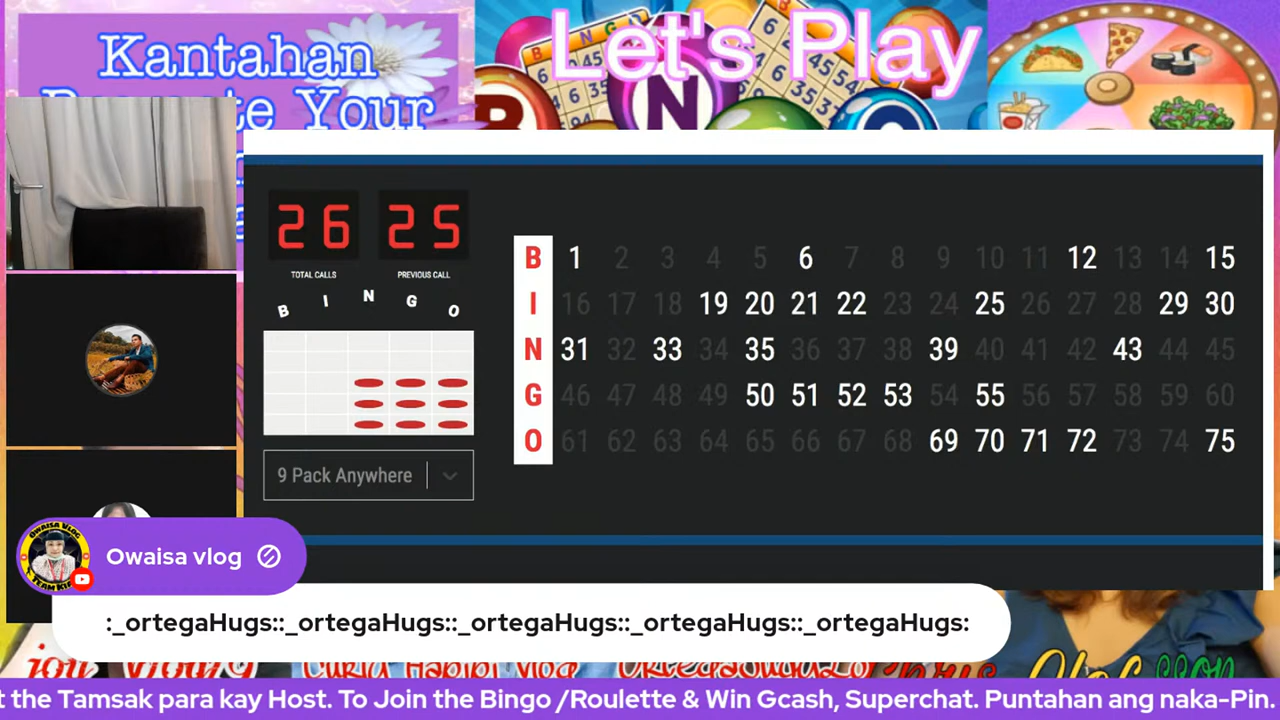 Kantahan
Let's Play
te Your
26 25
TOTAL CALLS PREVIOUS CALL
B I N G O
9 Pack Anywhere
B 1 2 3 4 5 6 7 8 9 10 11 12 13 14 15
I 16 17 18 19 20 21 22 23 24 25 26 27 28 29 30
N 31 32 33 34 35 36 37 38 39 40 41 42 43 44 45
G 46 47 48 49 50 51 52 53 54 55 56 57 58 59 60
O 61 62 63 64 65 66 67 68 69 70 71 72 73 74 75
Owaisa vlog
:_ortegaHugs::_ortegaHugs::_ortegaHugs::_ortegaHugs::_ortegaHugs:
t the Tamsak para kay Host. To Join the Bingo /Roulette & Win Gcash, Superchat. Puntahan ang naka-Pin.